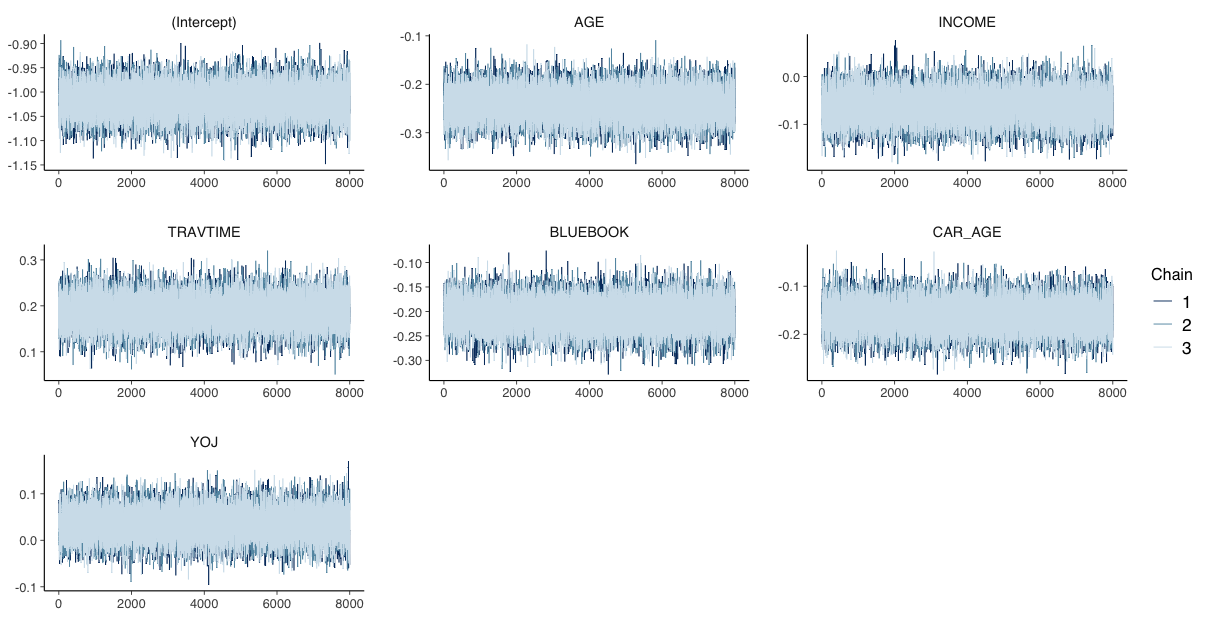 (Intercept) AGE INCOME
-0.90 -0.1
-0.95 0.0
-1.00 -0.2
-1.05 -0.1
-1.10 -0.3
-1.15
0 2000 4000 6000 8000 0 2000 4000 6000 8000 0 2000 4000 6000 8000
TRAVTIME BLUEBOOK CAR_AGE
0.3 -0.10
-0.15 -0.1
0.2 -0.20
-0.25 -0.2
0.1 -0.30
0 2000 4000 6000 8000 0 2000 4000 6000 8000 0 2000 4000 6000 8000
YOJ
0.1
0.0
-0.1
0 2000 4000 6000 8000
Chain
1
2
3